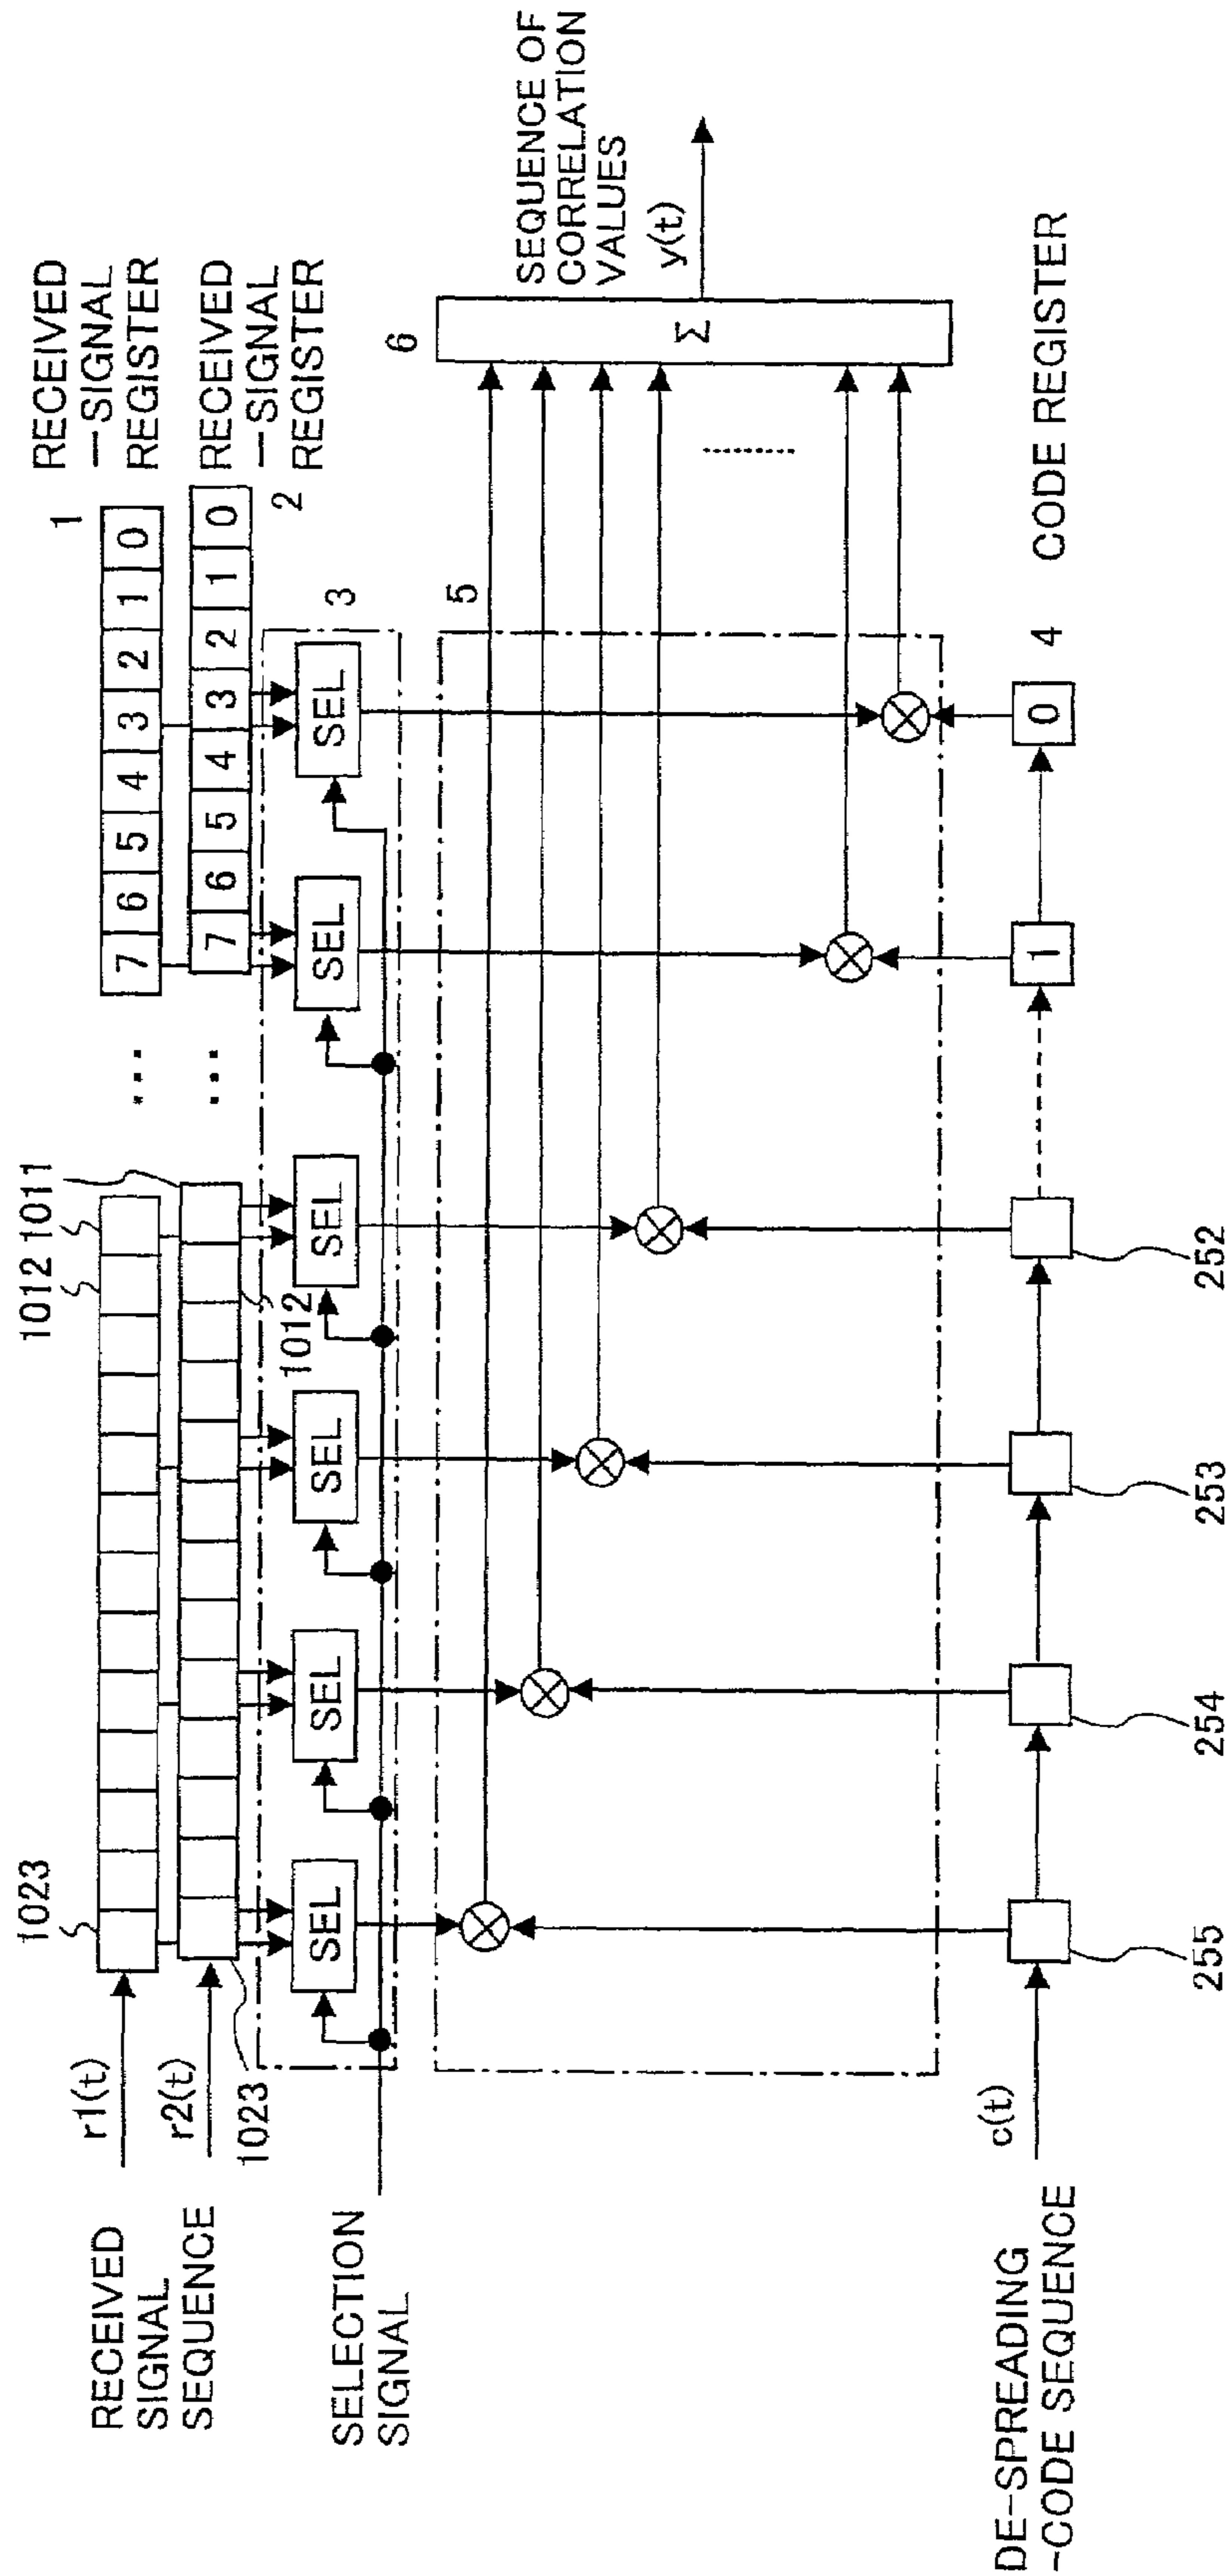 RECEIVED
SIGNAL
SEQUENCE
r1(t)
r2(t)
1023
1023
1012
1011
1012
...
...
7 6 5 4 3 2 1 0
7 6 5 4 3 2 1 0
1
RECEIVED
—SIGNAL
REGISTER
RECEIVED
—SIGNAL
REGISTER
2
SELECTION
SIGNAL
SEL SEL SEL SEL SEL SEL
3
5
6
Σ
SEQUENCE OF
CORRELATION
VALUES
y(t)
DE-SPREADING
-CODE SEQUENCE
c(t)
255
254
253
252
1
0
4
CODE REGISTER